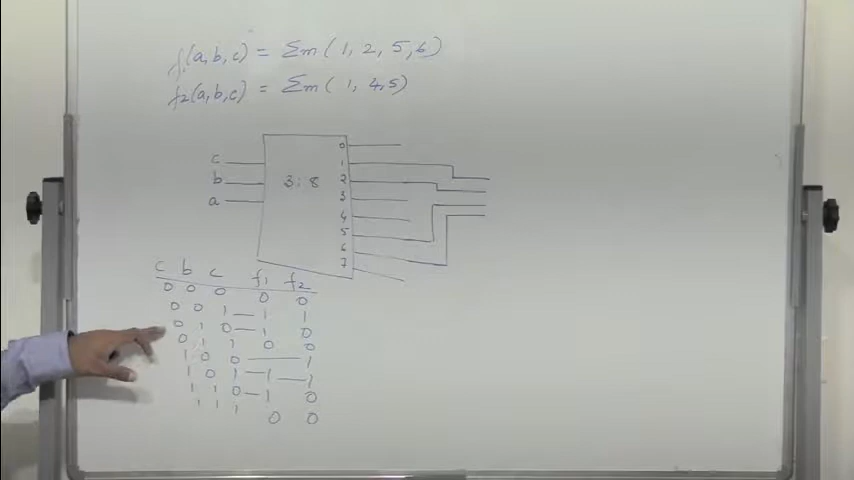 f1(a,b,c) = Σm( 1, 2, 5, 6)
f2(a,b,c) = Σm( 1, 4, 5)
0
c 1
b 3:8 2
a 3
4
5
6
7
c b c f1 f2
0 0 0 0 0
0 0 1 — 1 1
0 1 0 — 1 0
0 1 1 0 0
1 0 0 — 1
1 0 1 — 1 — 1
1 1 0 — 1 0
1 1 1 0 0